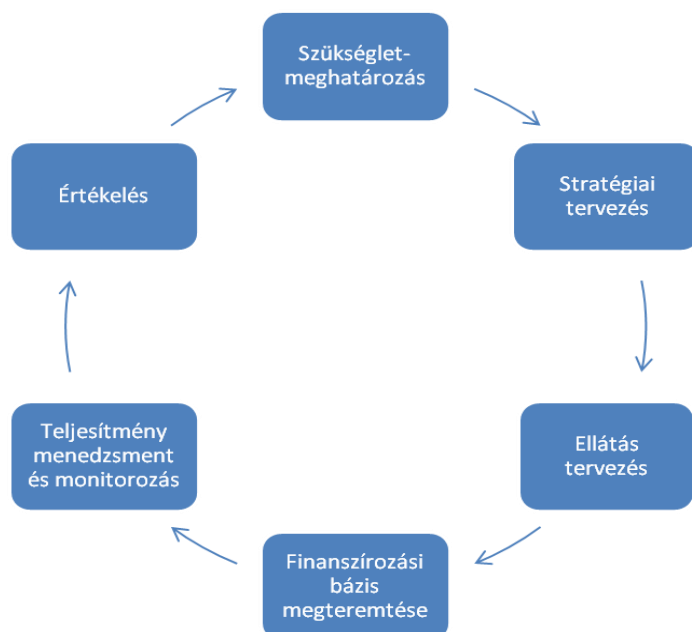 Szükséglet-
meghatározás
Stratégiai
tervezés
Ellátás
tervezés
Finanszírozási
bázis
megteremtése
Teljesítmény
menedzsment
és monitorozás
Értékelés